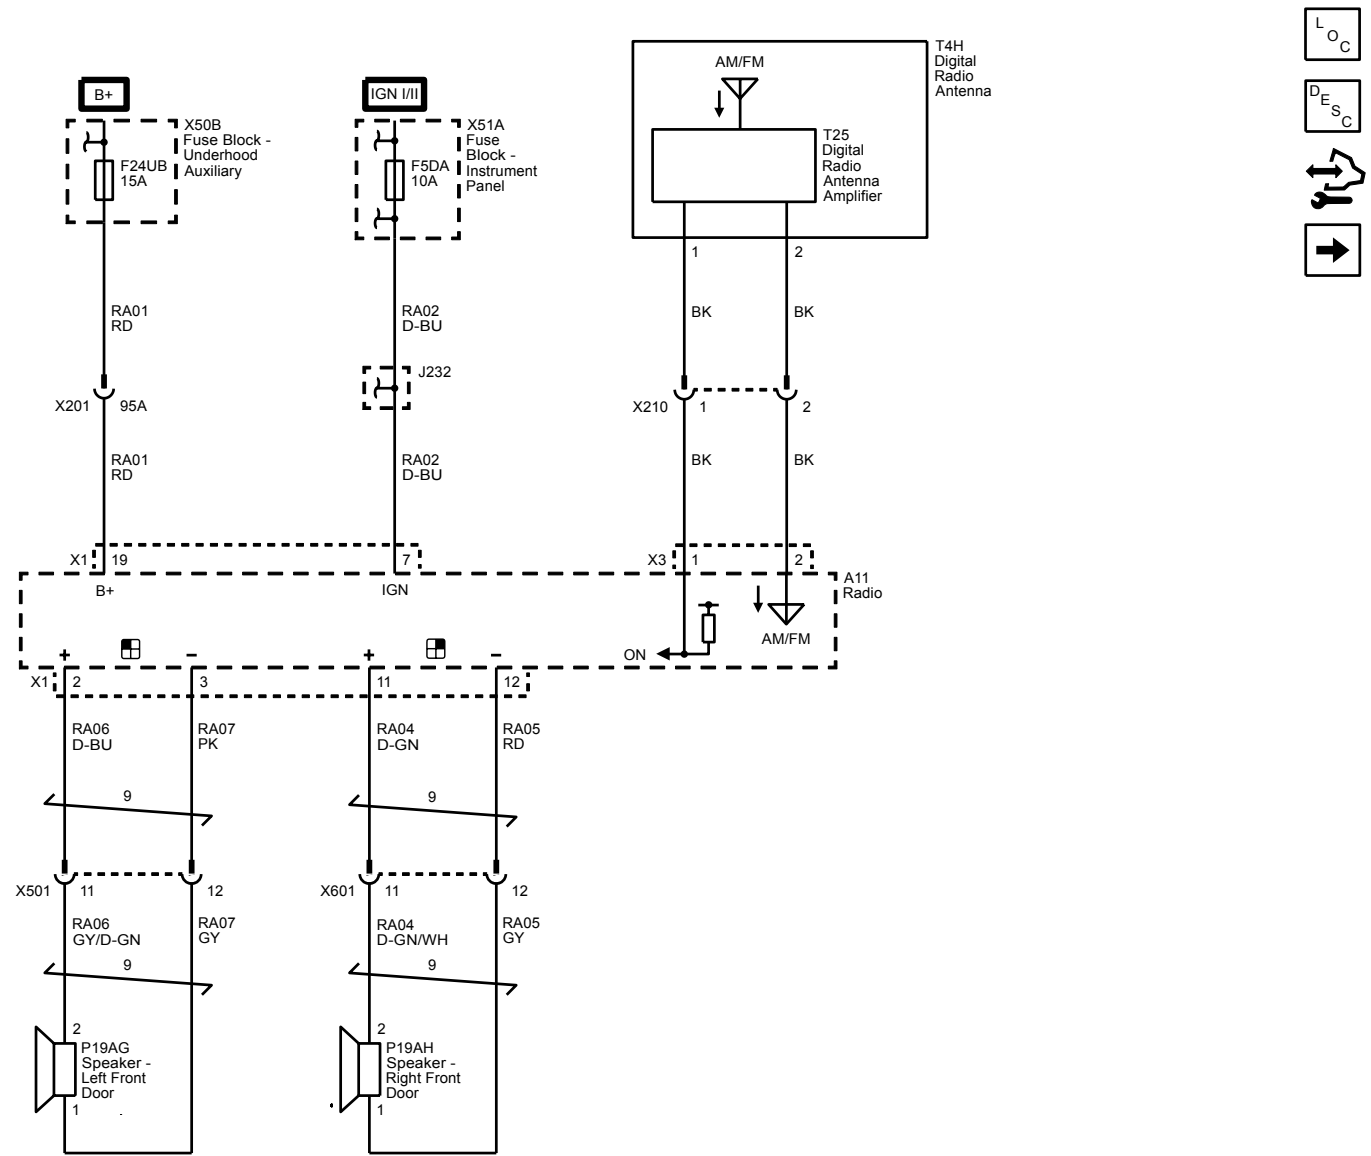 L
O
C
D
E
S
C
B+
X50B
Fuse Block -
Underhood
Auxiliary
F24UB
15A
IGN I/II
X51A
Fuse
Block -
Instrument
Panel
F5DA
10A
T4H
Digital
Radio
Antenna
AM/FM
T25
Digital
Radio
Antenna
Amplifier
1
2
RA01
RD
RA02
D-BU
BK
BK
J232
X201
95A
X210
1
2
RA01
RD
RA02
D-BU
BK
BK
X1
19
7
X3
1
2
B+
IGN
A11
Radio
AM/FM
ON
+
–
+
–
X1
2
3
11
12
RA06
D-BU
RA07
PK
RA04
D-GN
RA05
RD
9
9
X501
11
12
X601
11
12
RA06
GY/D-GN
RA07
GY
RA04
D-GN/WH
RA05
GY
9
9
2
P19AG
Speaker -
Left Front
Door
1
2
P19AH
Speaker -
Right Front
Door
1